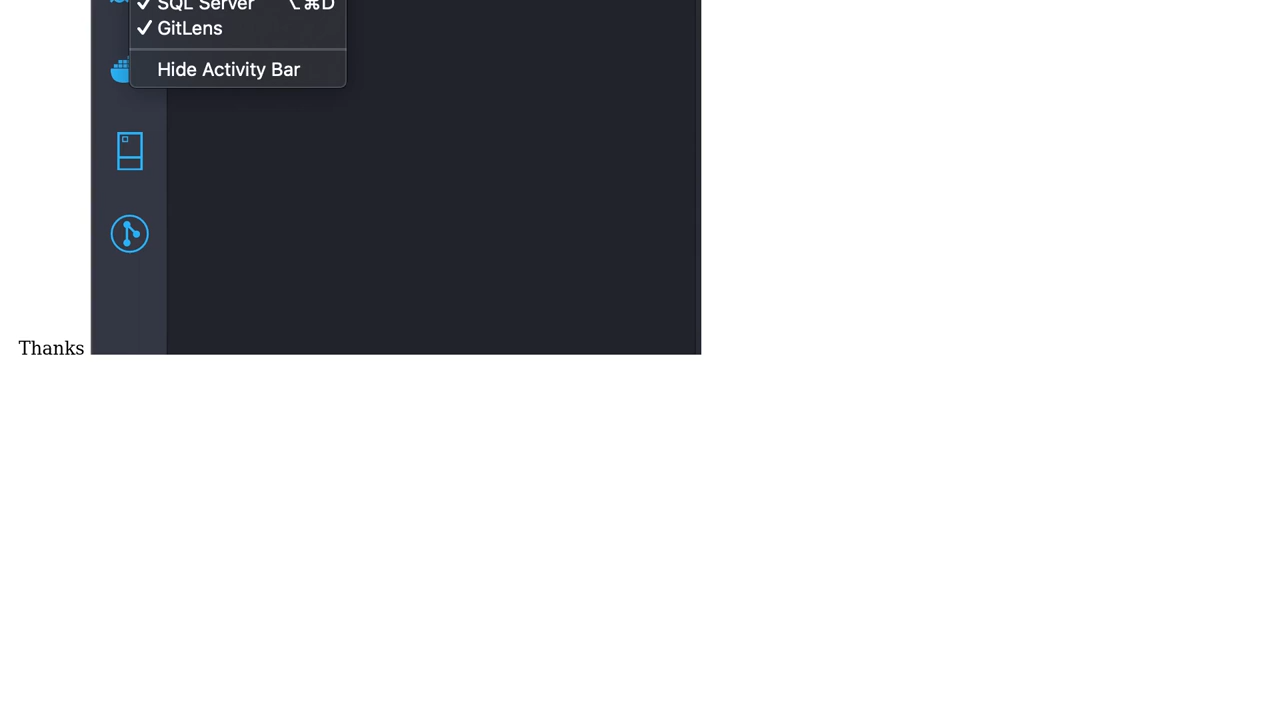 ✓ SQL Server ⌥⌘D
✓ GitLens
Hide Activity Bar
Thanks